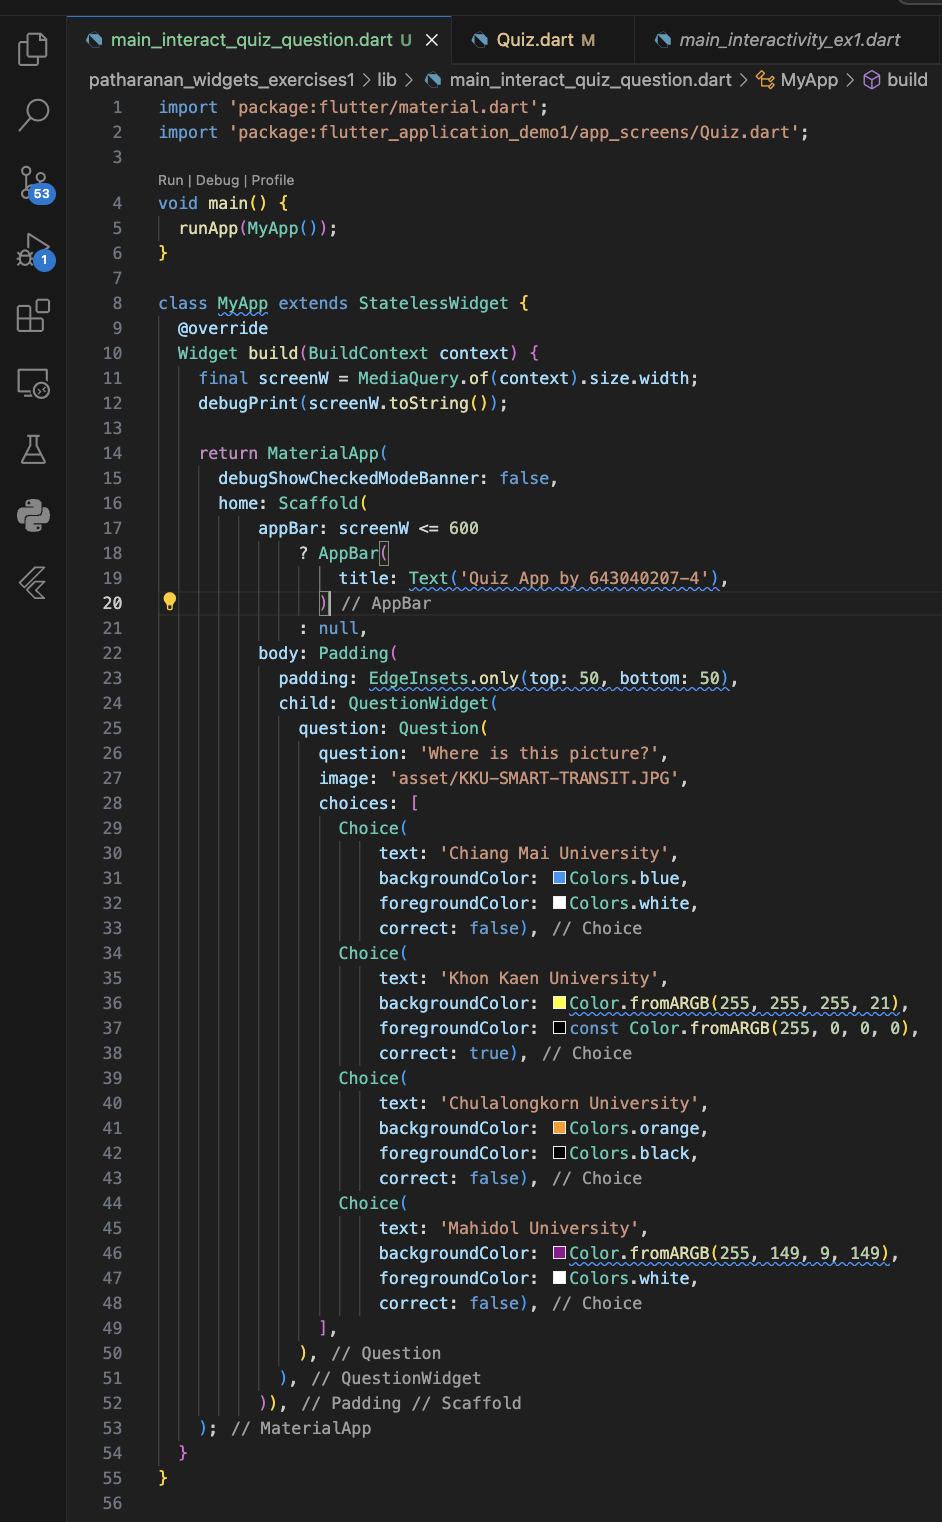 main_interact_quiz_question.dart U
Quiz.dart M
main_interactivity_ex1.dart
patharanan_widgets_exercises1 > lib > main_interact_quiz_question.dart > MyApp > build
53
1
1 import 'package:flutter/material.dart';
2 import 'package:flutter_application_demo1/app_screens/Quiz.dart';
3
Run | Debug | Profile
4 void main() {
5 runApp(MyApp());
6 }
7
8 class MyApp extends StatelessWidget {
9 @override
10 Widget build(BuildContext context) {
11 final screenW = MediaQuery.of(context).size.width;
12 debugPrint(screenW.toString());
13
14 return MaterialApp(
15 debugShowCheckedModeBanner: false,
16 home: Scaffold(
17 appBar: screenW <= 600
18 ? AppBar(
19 title: Text('Quiz App by 643040207-4'),
20 ) // AppBar
21 : null,
22 body: Padding(
23 padding: EdgeInsets.only(top: 50, bottom: 50),
24 child: QuestionWidget(
25 question: Question(
26 question: 'Where is this picture?',
27 image: 'asset/KKU-SMART-TRANSIT.JPG',
28 choices: [
29 Choice(
30 text: 'Chiang Mai University',
31 backgroundColor: Colors.blue,
32 foregroundColor: Colors.white,
33 correct: false), // Choice
34 Choice(
35 text: 'Khon Kaen University',
36 backgroundColor: Color.fromARGB(255, 255, 255, 21),
37 foregroundColor: const Color.fromARGB(255, 0, 0, 0),
38 correct: true), // Choice
39 Choice(
40 text: 'Chulalongkorn University',
41 backgroundColor: Colors.orange,
42 foregroundColor: Colors.black,
43 correct: false), // Choice
44 Choice(
45 text: 'Mahidol University',
46 backgroundColor: Color.fromARGB(255, 149, 9, 149),
47 foregroundColor: Colors.white,
48 correct: false), // Choice
49 ],
50 ), // Question
51 ), // QuestionWidget
52 )), // Padding // Scaffold
53 ); // MaterialApp
54 }
55 }
56